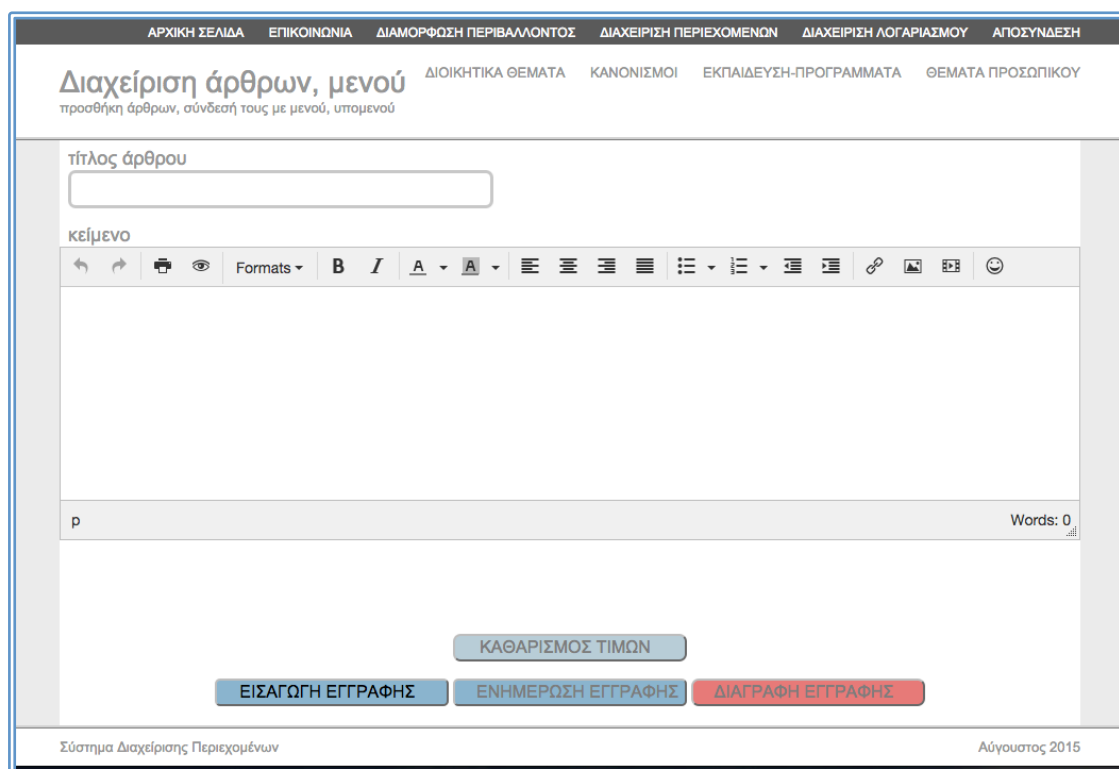 ΑΡΧΙΚΗ ΣΕΛΙΔΑ ΕΠΙΚΟΙΝΩΝΙΑ ΔΙΑΜΟΡΦΩΣΗ ΠΕΡΙΒΑΛΛΟΝΤΟΣ ΔΙΑΧΕΙΡΙΣΗ ΠΕΡΙΕΧΟΜΕΝΩΝ ΔΙΑΧΕΙΡΙΣΗ ΛΟΓΑΡΙΑΣΜΟΥ ΑΠΟΣΥΝΔΕΣΗ
Διαχείριση άρθρων, μενού
προσθήκη άρθρων, σύνδεσή τους με μενού, υπομενού
ΔΙΟΙΚΗΤΙΚΑ ΘΕΜΑΤΑ ΚΑΝΟΝΙΣΜΟΙ ΕΚΠΑΙΔΕΥΣΗ-ΠΡΟΓΡΑΜΜΑΤΑ ΘΕΜΑΤΑ ΠΡΟΣΩΠΙΚΟΥ
τίτλος άρθρου
κείμενο
Formats B I A A
p Words: 0
ΚΑΘΑΡΙΣΜΟΣ ΤΙΜΩΝ
ΕΙΣΑΓΩΓΗ ΕΓΓΡΑΦΗΣ ΕΝΗΜΕΡΩΣΗ ΕΓΓΡΑΦΗΣ ΔΙΑΓΡΑΦΗ ΕΓΓΡΑΦΗΣ
Σύστημα Διαχείρισης Περιεχομένων Αύγουστος 2015